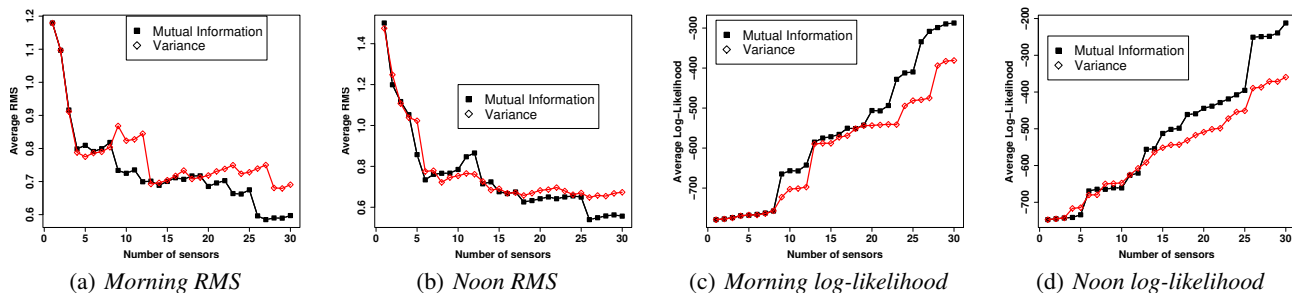 Average RMS
1.2
1.1
1.0
0.9
0.8
0.7
0.6
Mutual Information
Variance
0 5 10 15 20 25 30
Number of sensors
(a) Morning RMS
Average RMS
1.4
1.2
1.0
0.8
0.6
Mutual Information
Variance
0 5 10 15 20 25 30
Number of sensors
(b) Noon RMS
Average Log−Likelihood
−300
−400
−500
−600
−700
Mutual Information
Variance
0 5 10 15 20 25 30
Number of sensors
(c) Morning log-likelihood
Average Log−Likelihood
−200
−300
−400
−500
−600
−700
Mutual Information
Variance
0 5 10 15 20 25 30
Number of sensors
(d) Noon log-likelihood